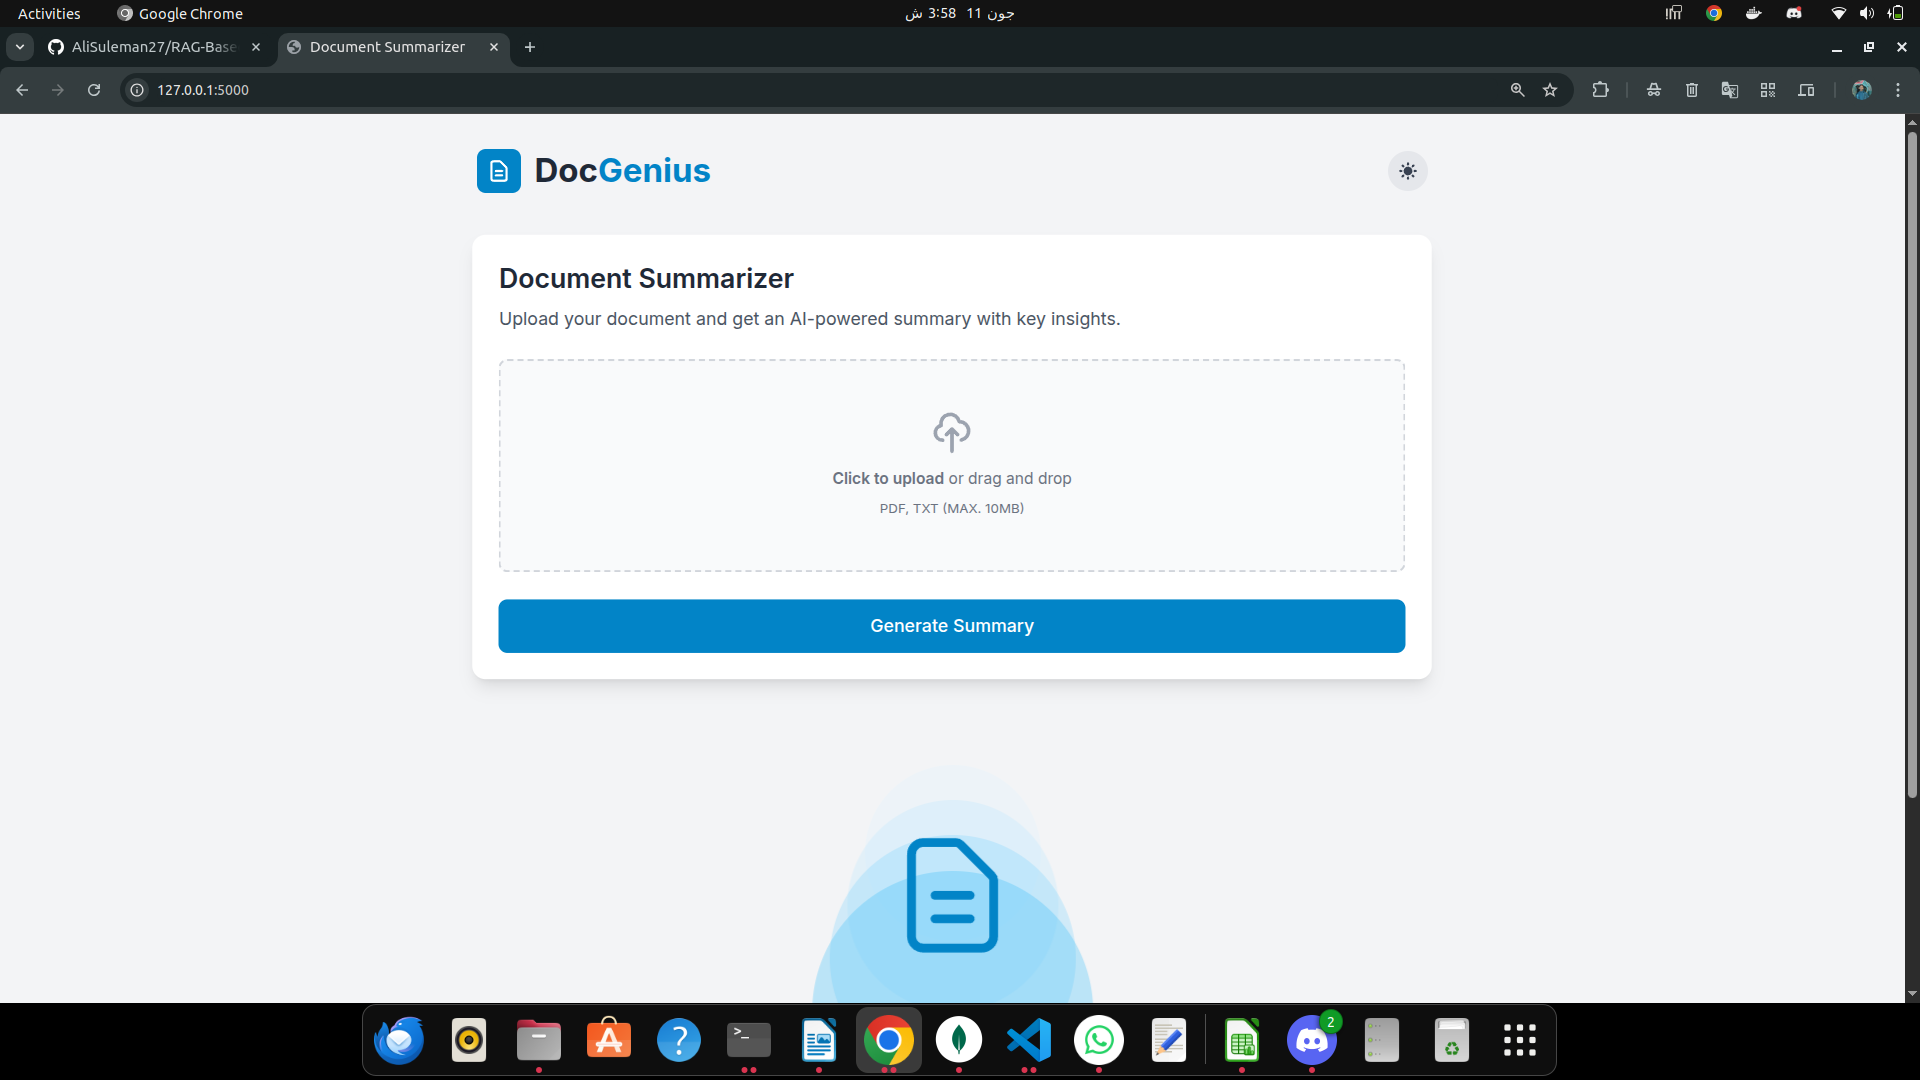 Activities
Google Chrome
جون 11 3:58 ش
AliSuleman27/RAG-Base
Document Summarizer
127.0.0.1:5000
DocGenius
Document Summarizer
Upload your document and get an AI-powered summary with key insights.
Click to upload or drag and drop
PDF, TXT (MAX. 10MB)
Generate Summary
2